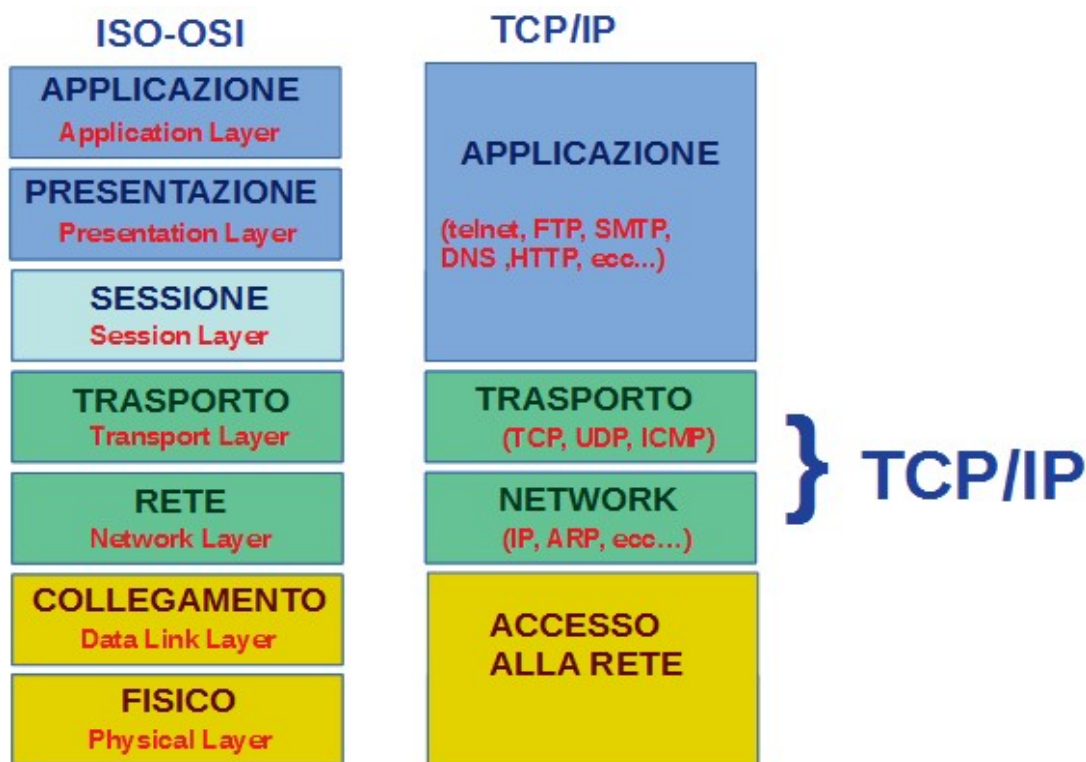 ISO-OSI
APPLICAZIONE
Application Layer
PRESENTAZIONE
Presentation Layer
SESSIONE
Session Layer
TRASPORTO
Transport Layer
RETE
Network Layer
COLLEGAMENTO
Data Link Layer
FISICO
Physical Layer
TCP/IP
APPLICAZIONE
(telnet, FTP, SMTP,
DNS ,HTTP, ecc...)
TRASPORTO
(TCP, UDP, ICMP)
NETWORK
(IP, ARP, ecc...)
ACCESSO
ALLA RETE
} TCP/IP